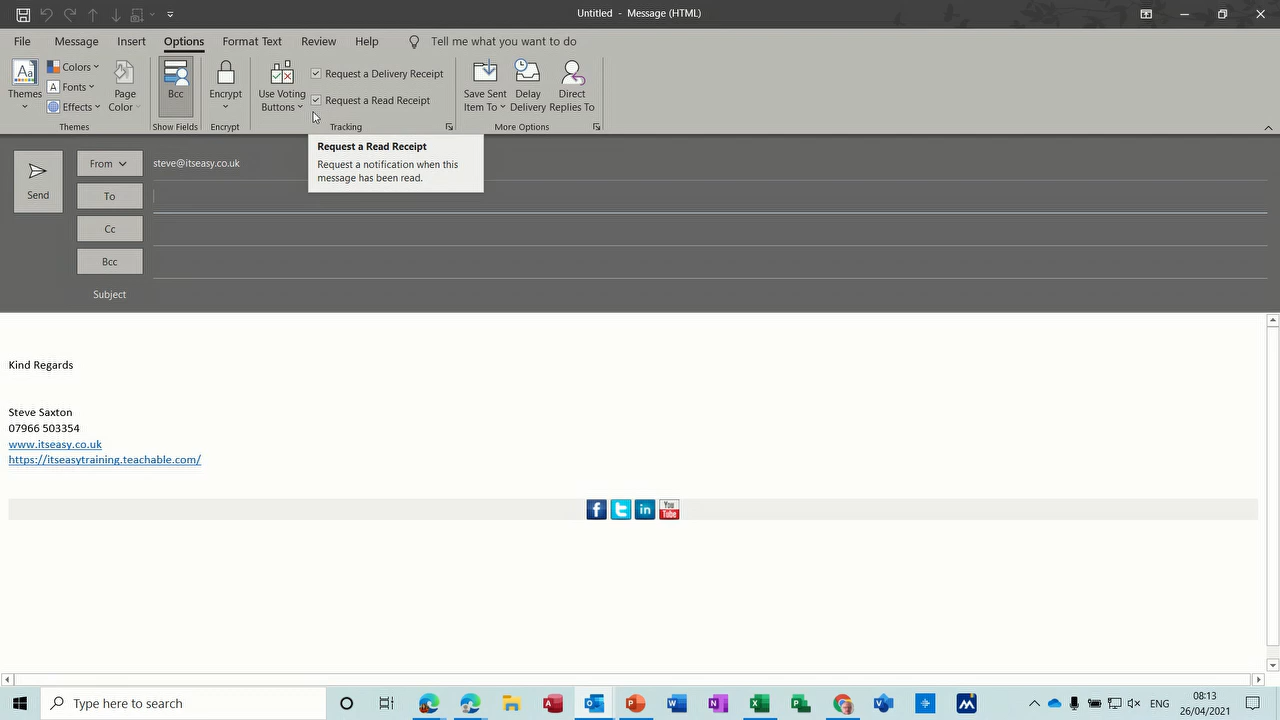 Untitled - Message (HTML)
File Message Insert Options Format Text Review Help Tell me what you want to do
Aa
Themes
Colors
A Fonts
Effects
Page
Color
Themes
Bcc
Show Fields
Encrypt
Encrypt
Use Voting
Buttons
Request a Delivery Receipt
Request a Read Receipt
Tracking
Save Sent
Item To
Delay
Delivery
Direct
Replies To
More Options
Request a Read Receipt
Request a notification when this
message has been read.
Send
From
steve@itseasy.co.uk
To
Cc
Bcc
Subject
Kind Regards
Steve Saxton
07966 503354
www.itseasy.co.uk
https://itseasytraining.teachable.com/
f t in You Tube
Type here to search
ENG
08:13
26/04/2021